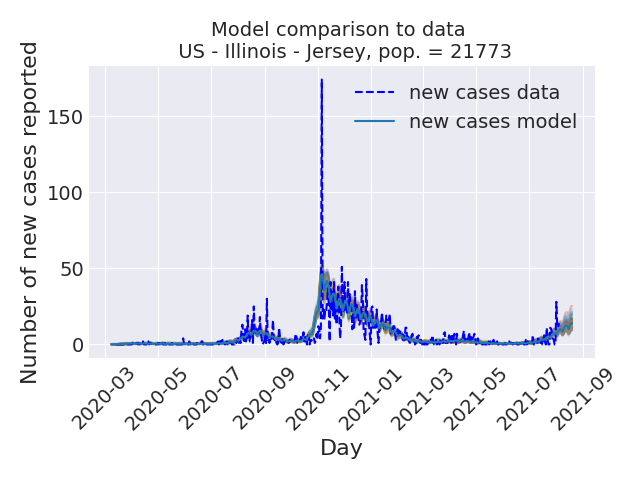 Model comparison to data
US - Illinois - Jersey, pop. = 21773
new cases data
new cases model
Number of new cases reported
150
100
50
0
2020-03
2020-05
2020-07
2020-09
2020-11
2021-01
2021-03
2021-05
2021-07
2021-09
Day